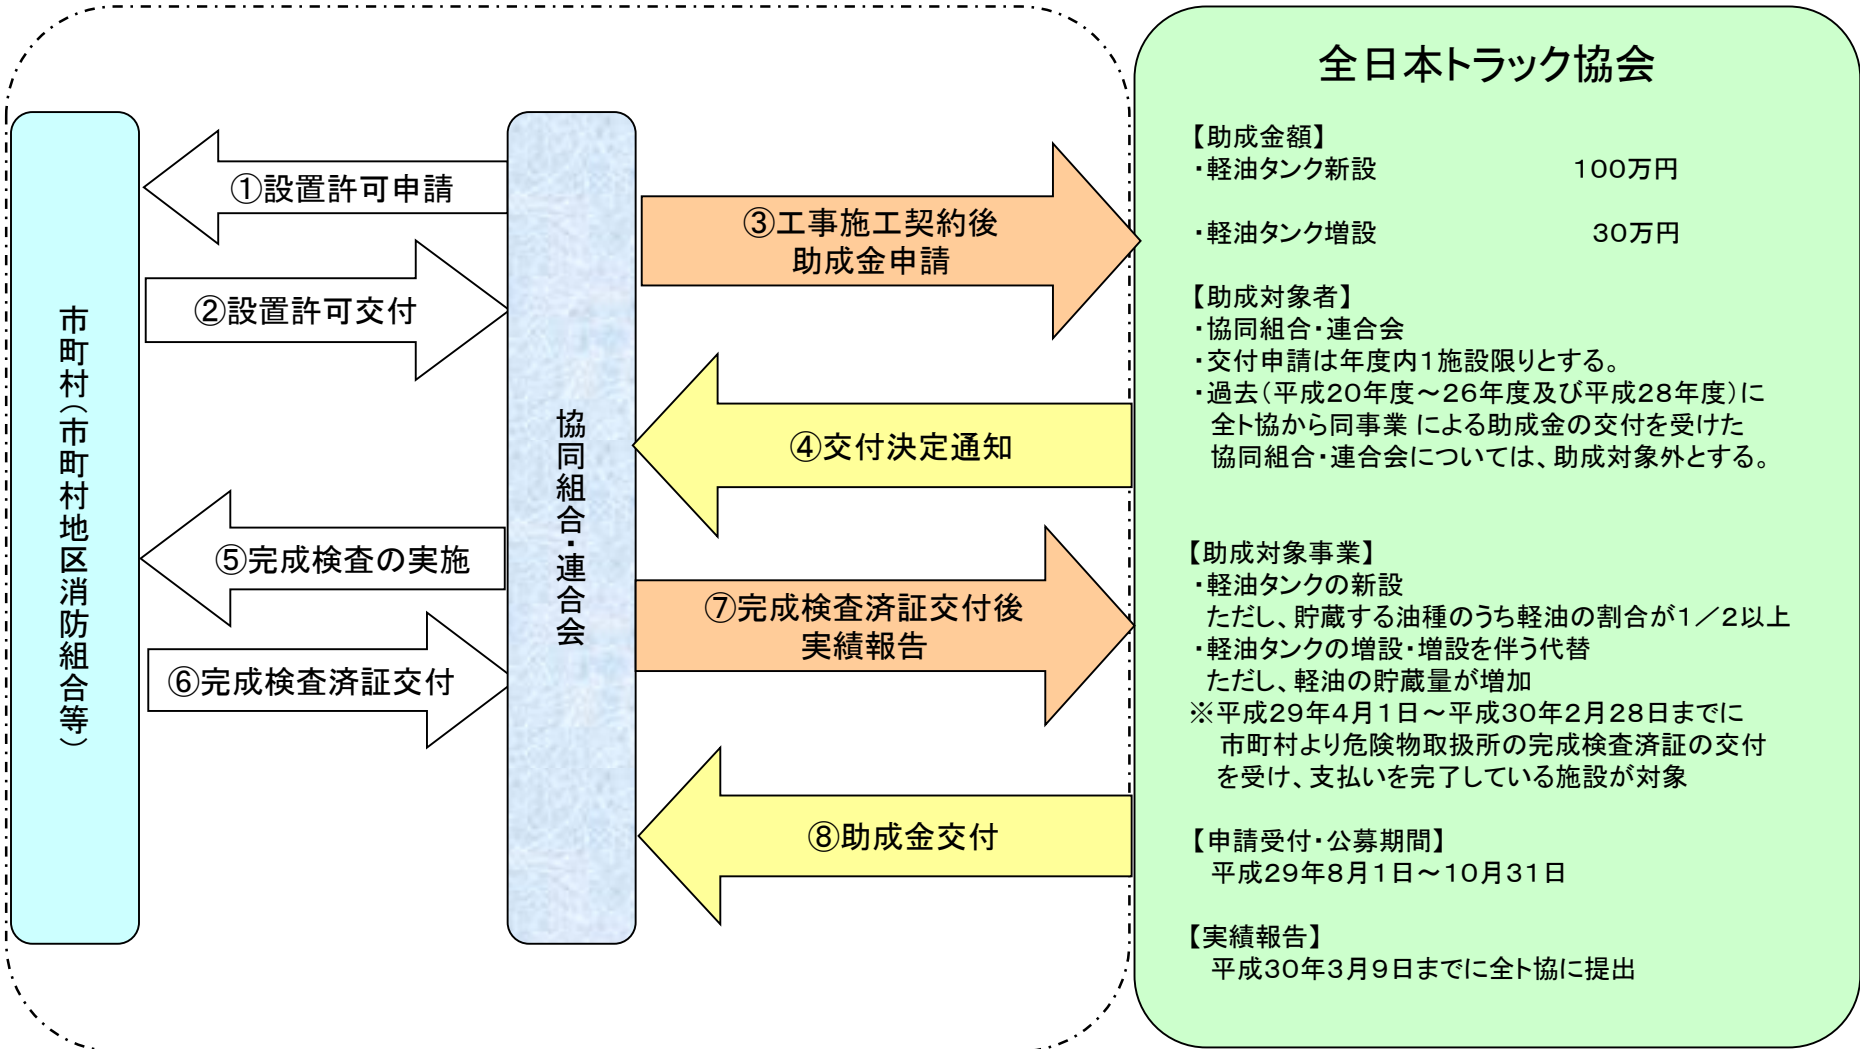 市町村（市町村地区消防組合等）
①設置許可申請
②設置許可交付
⑤完成検査の実施
⑥完成検査済証交付
協同組合・連合会
③工事施工契約後
助成金申請
④交付決定通知
⑦完成検査済証交付後
実績報告
⑧助成金交付
全日本トラック協会
【助成金額】
・軽油タンク新設　　　100万円
・軽油タンク増設　　　30万円
【助成対象者】
・協同組合・連合会
・交付申請は年度内1施設限りとする。
・過去（平成20年度～26年度及び平成28年度）に
全ト協から同事業 による助成金の交付を受けた
協同組合・連合会については、助成対象外とする。
【助成対象事業】
・軽油タンクの新設
ただし、貯蔵する油種のうち軽油の割合が1／2以上
・軽油タンクの増設・増設を伴う代替
ただし、軽油の貯蔵量が増加
※平成29年4月1日～平成30年2月28日までに
市町村より危険物取扱所の完成検査済証の交付
を受け、支払いを完了している施設が対象
【申請受付・公募期間】
平成29年8月1日～10月31日
【実績報告】
平成30年3月9日までに全ト協に提出